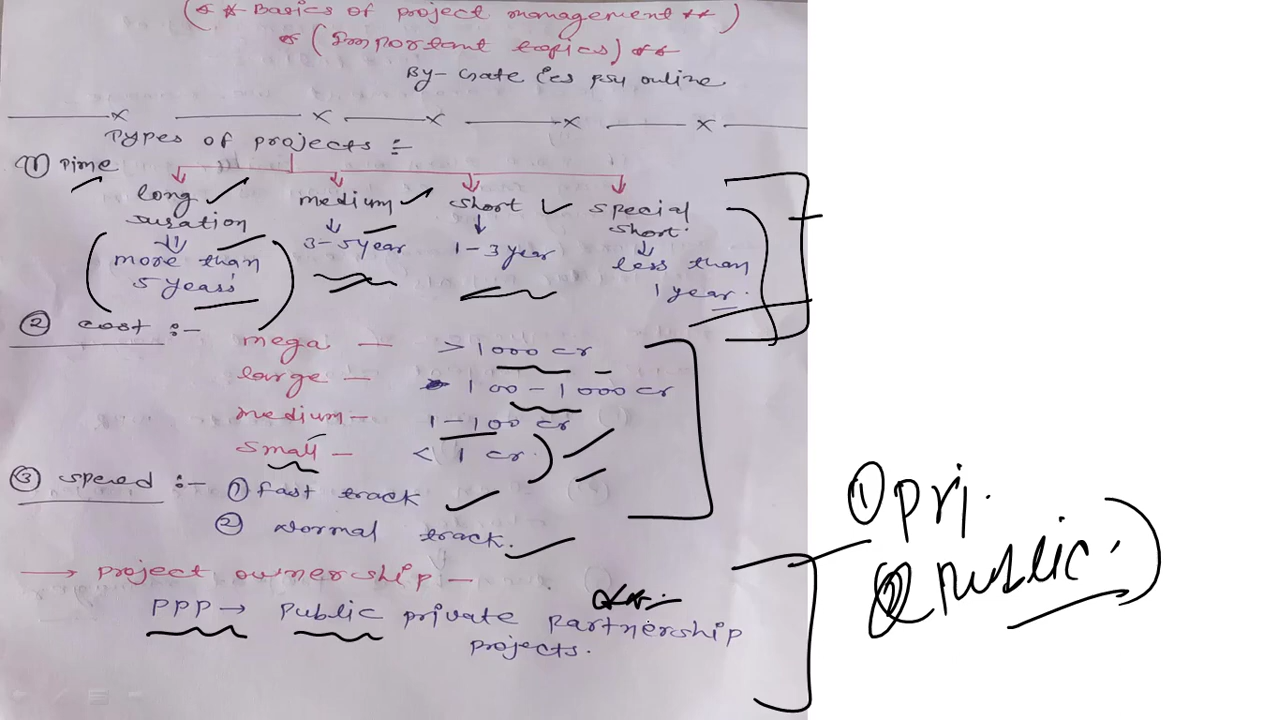 (** Basics of project management **)
* (Important topics) **
By- Gate ies psu online
Types of projects :-
① Time
long duration
more than 5 years
medium
3-5 year
short
1-3 year
special short
less than 1 year.
② cost :-
mega - > 1000 cr
large - 100-1000 cr
medium- 1-100 cr
small - < 1 cr
③ speed :- ① fast track
② Normal track.
→ project ownership -
PPP → Public private partnership
projects.
① pri.
② Public.